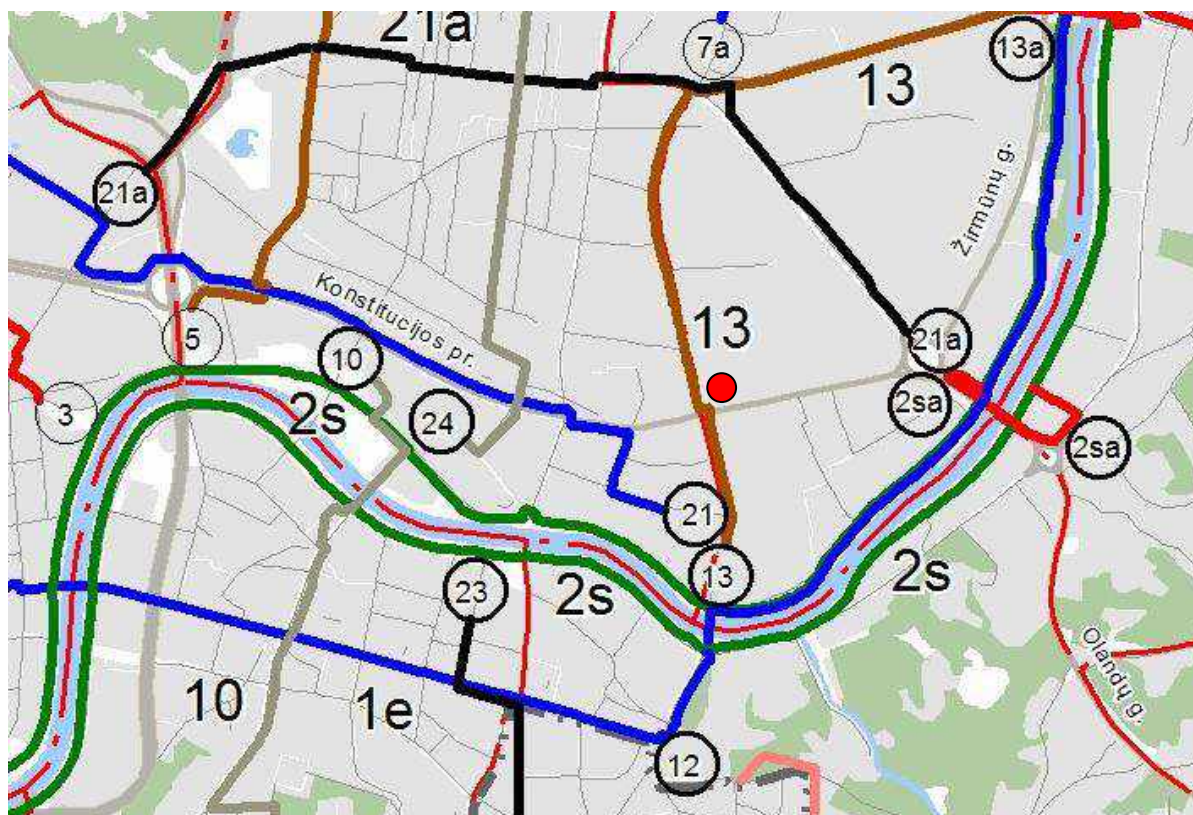 21a
7a
13a
13
21a
Žirmūnų g.
Konstitucijos pr.
5
10
13
21a
3
2s
24
2sa
2sa
21
13
23
2s
2s
Olandų g.
10
1e
12